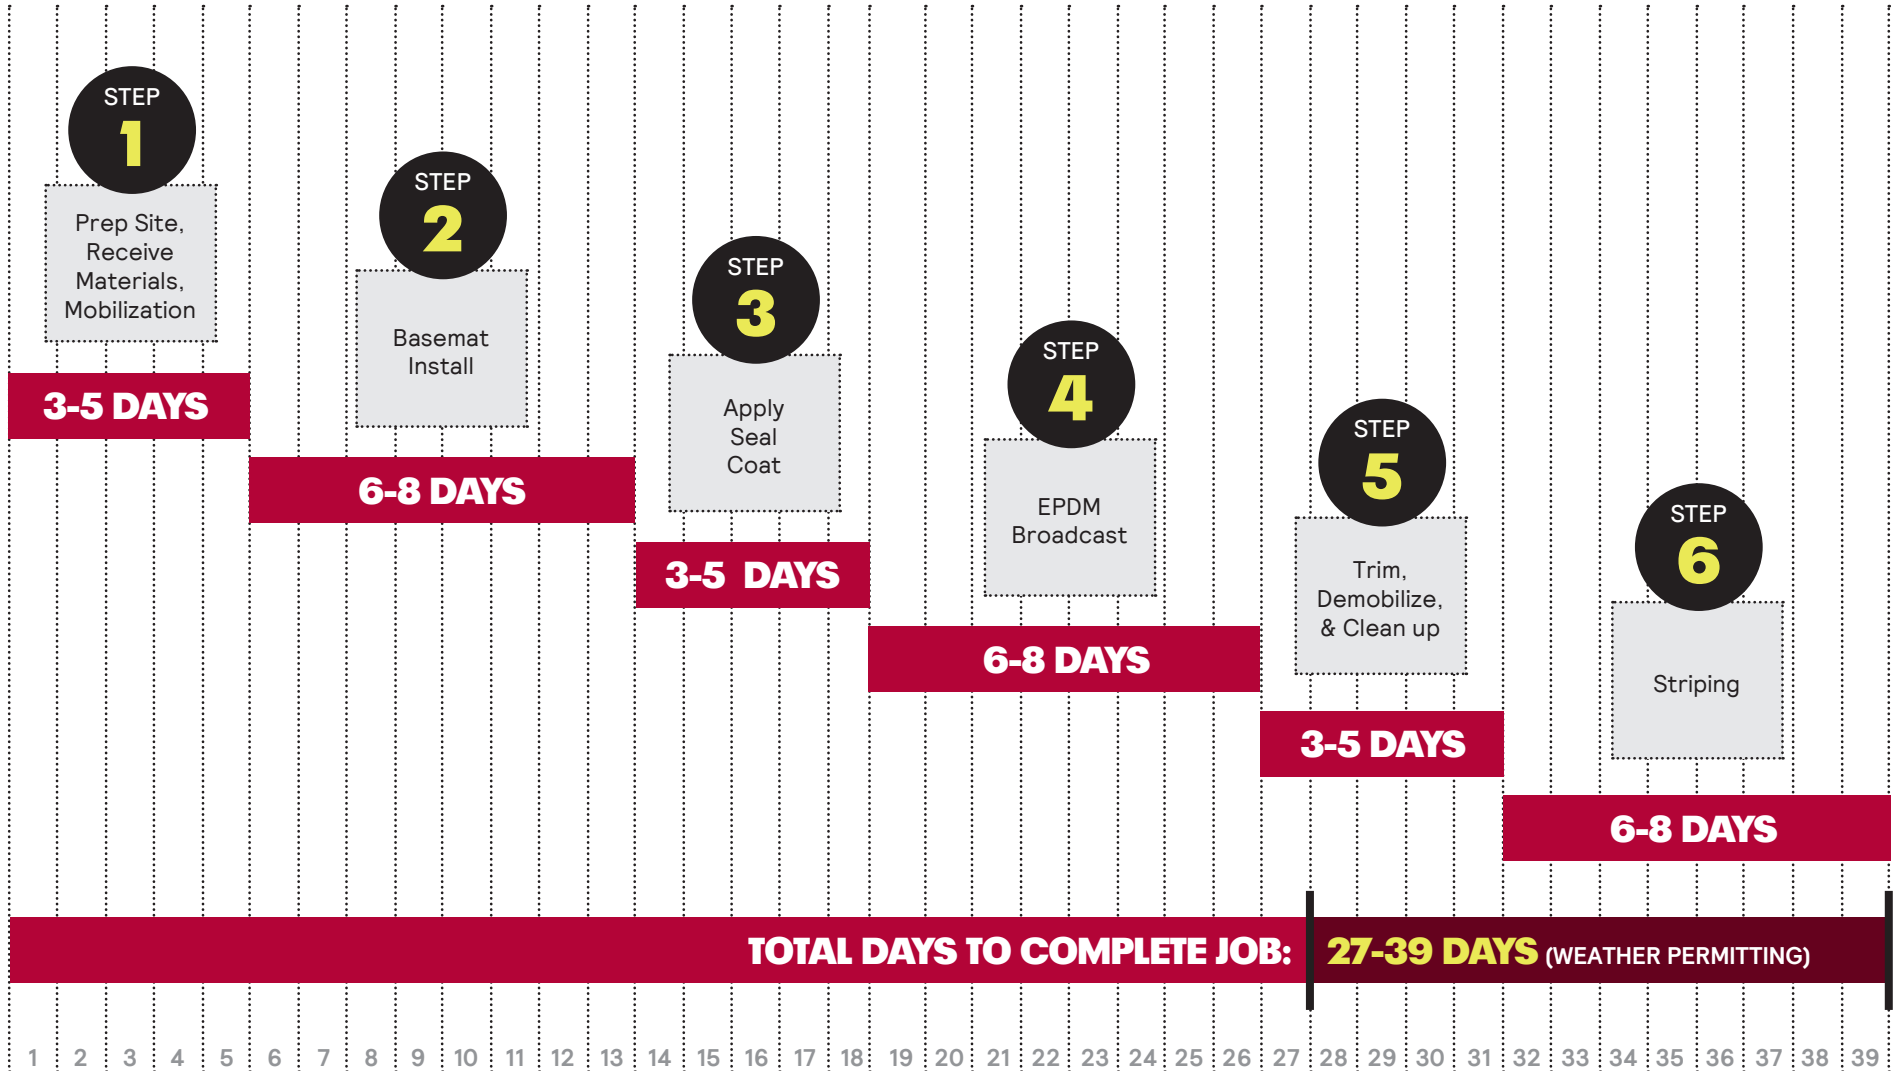 STEP
1
Prep Site,
Receive
Materials,
Mobilization
3-5 DAYS
STEP
2
Basemat
Install
6-8 DAYS
STEP
3
Apply
Seal
Coat
3-5 DAYS
STEP
4
EPDM
Broadcast
6-8 DAYS
STEP
5
Trim,
Demobilize,
& Clean up
3-5 DAYS
STEP
6
Striping
6-8 DAYS
TOTAL DAYS TO COMPLETE JOB: 27-39 DAYS (WEATHER PERMITTING)
1 2 3 4 5 6 7 8 9 10 11 12 13 14 15 16 17 18 19 20 21 22 23 24 25 26 27 28 29 30 31 32 33 34 35 36 37 38 39